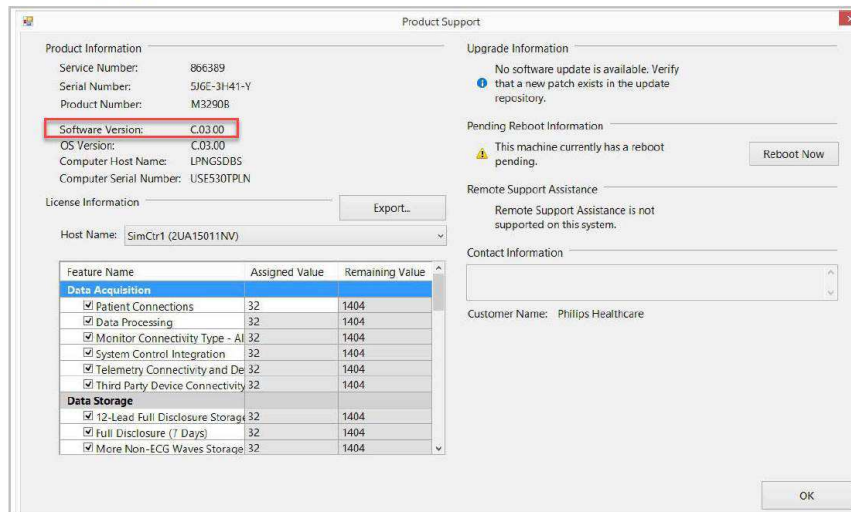 Product Support
Product Information
Service Number: 866389
Serial Number: 5J6E-3H41-Y
Product Number: M3290B
Software Version: C.03.00
OS Version: C.03.00
Computer Host Name: LPNGSDBS
Computer Serial Number: USE530TPLN
License Information
Export...
Host Name: SimCtr1 (2UA15011NV)
Feature Name Assigned Value Remaining Value
Data Acquisition
Patient Connections 32 1404
Data Processing 32 1404
Monitor Connectivity Type - Al 32 1404
System Control Integration 32 1404
Telemetry Connectivity and De 32 1404
Third Party Device Connectivity 32 1404
Data Storage
12-Lead Full Disclosure Storage 32 1404
Full Disclosure (7 Days) 32 1404
More Non-ECG Waves Storage 32 1404
Upgrade Information
No software update is available. Verify
that a new patch exists in the update
repository.
Pending Reboot Information
This machine currently has a reboot
pending.
Reboot Now
Remote Support Assistance
Remote Support Assistance is not
supported on this system.
Contact Information
Customer Name: Philips Healthcare
OK